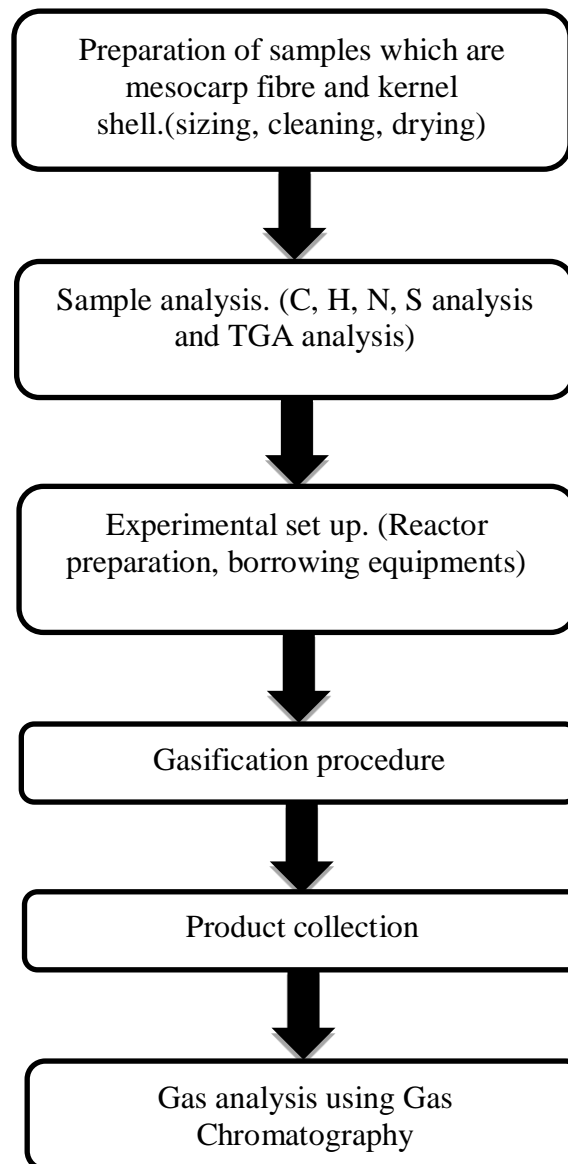 Preparation of samples which are
mesocarp fibre and kernel
shell.(sizing, cleaning, drying)
Sample analysis. (C, H, N, S analysis
and TGA analysis)
Experimental set up. (Reactor
preparation, borrowing equipments)
Gasification procedure
Product collection
Gas analysis using Gas
Chromatography